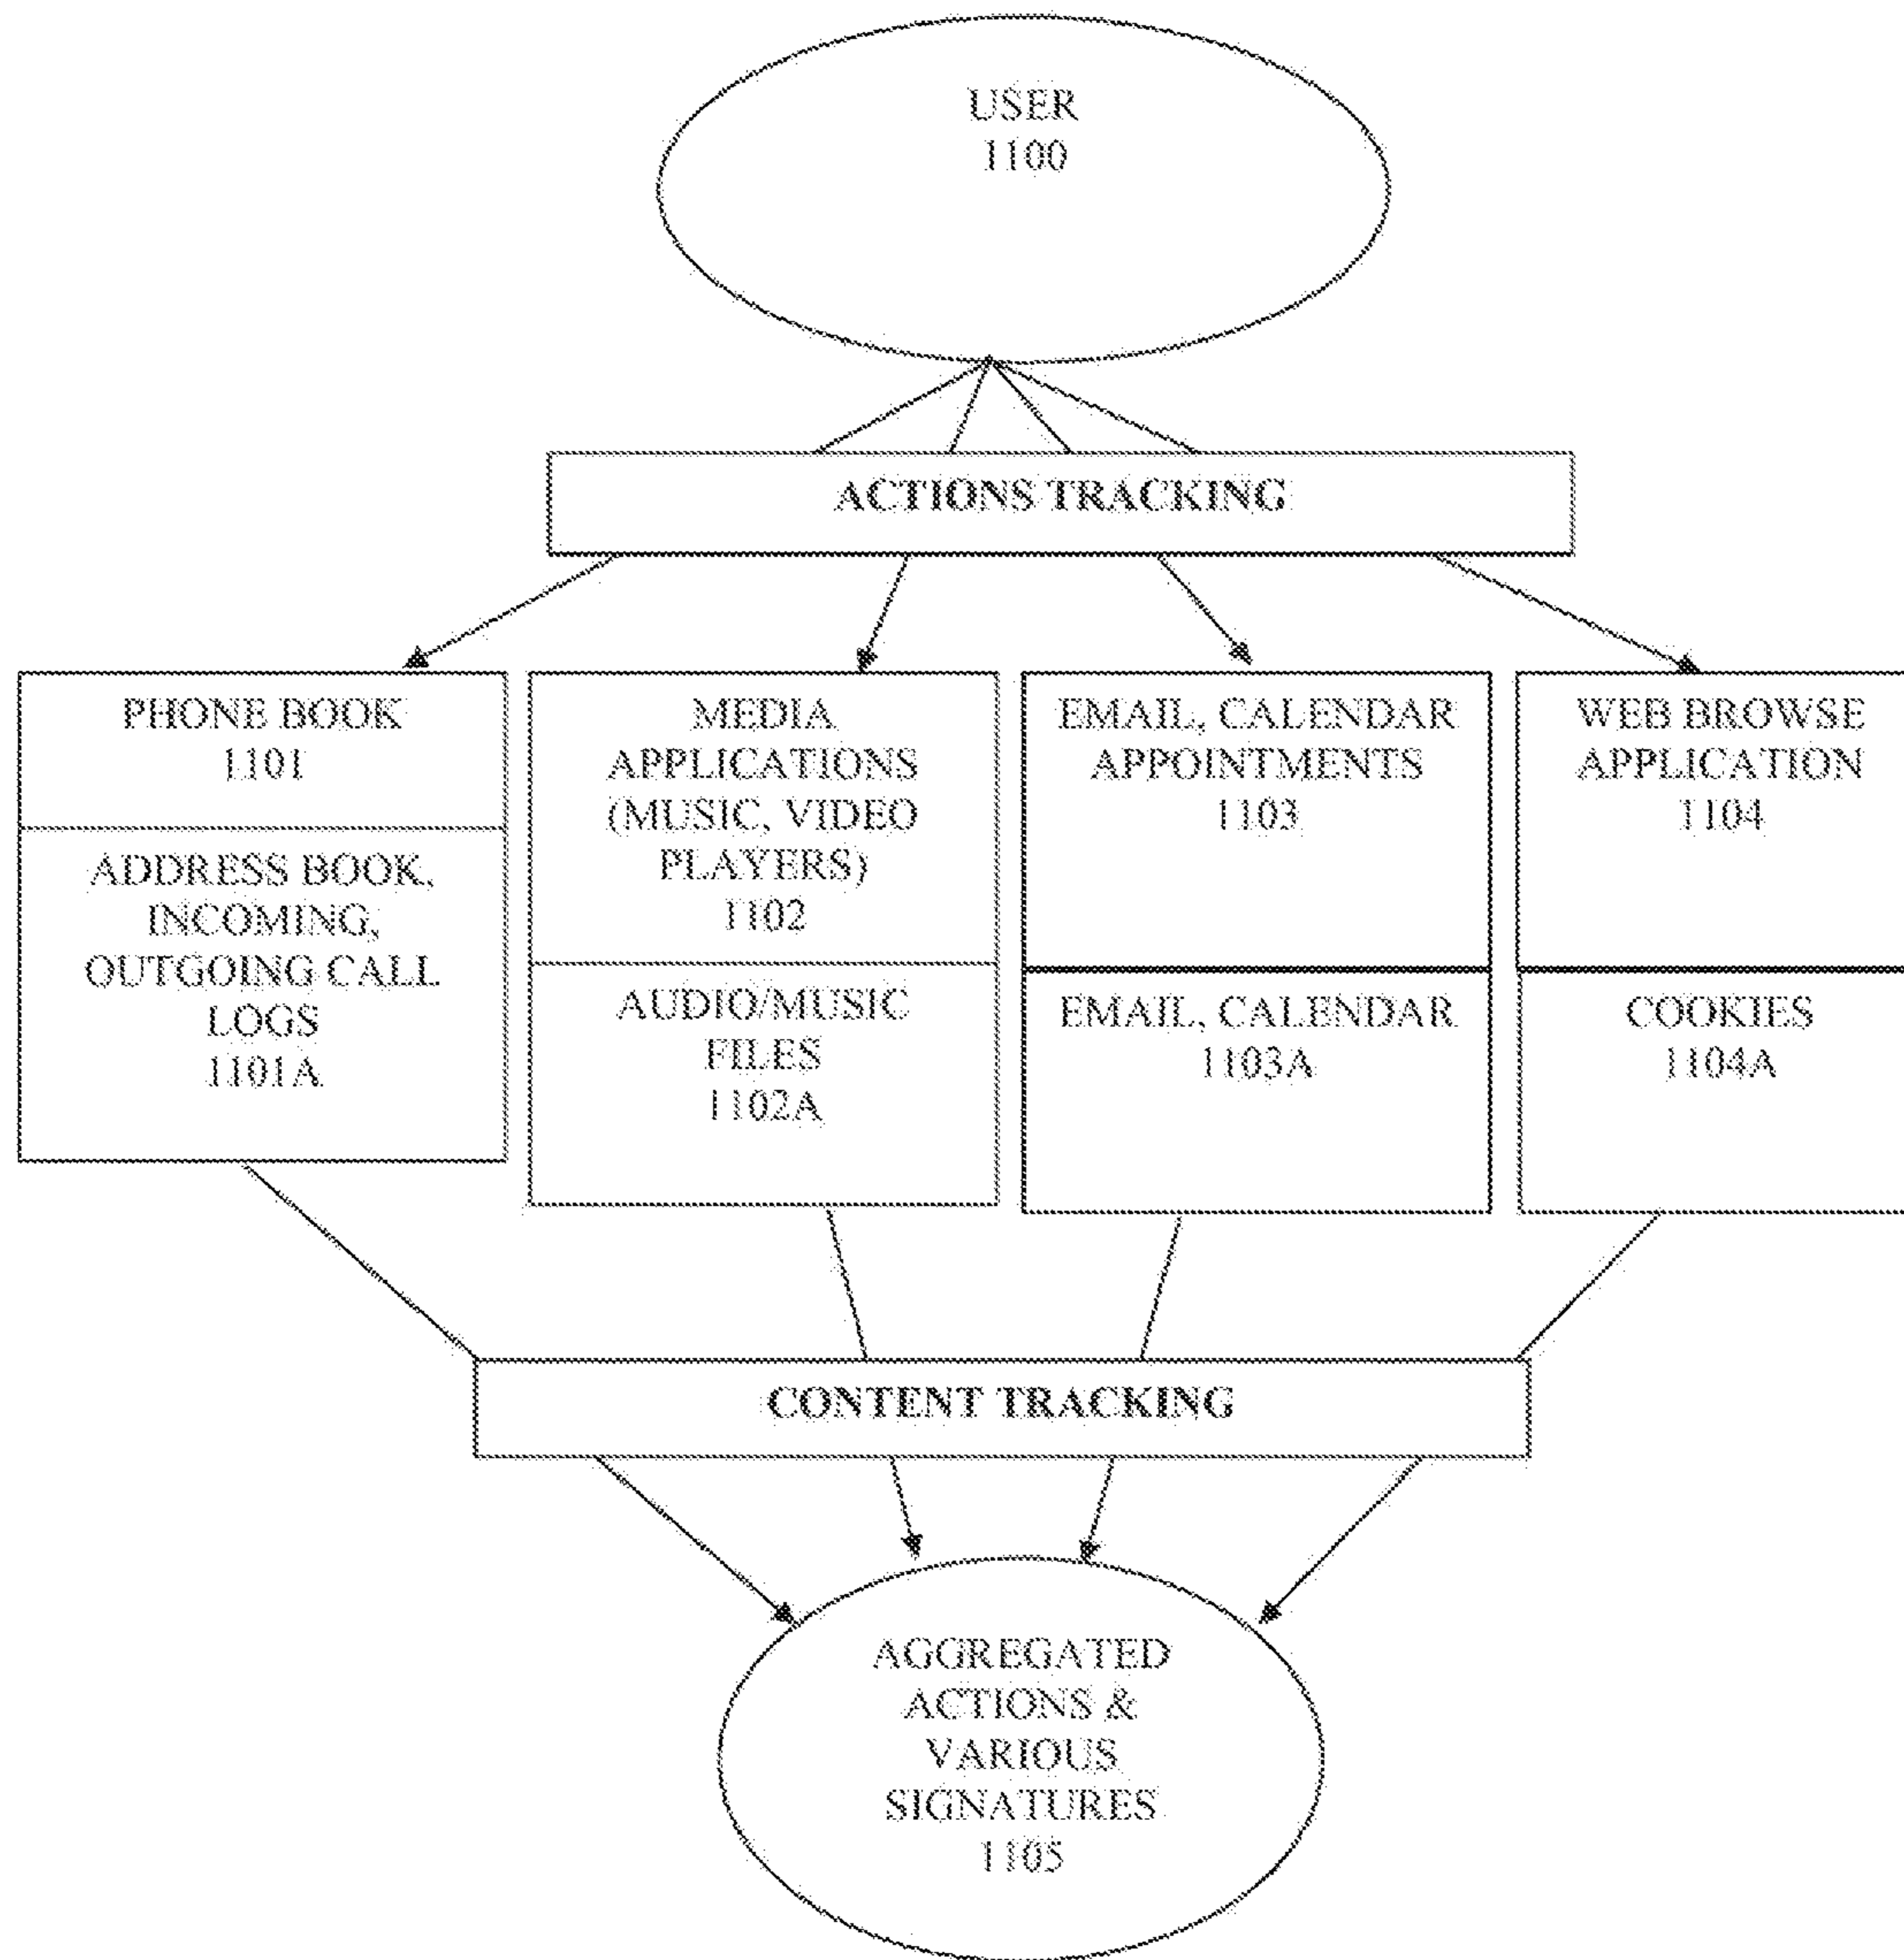 USER
1100
ACTIONS TRACKING
PHONE BOOK
1101
ADDRESS BOOK,
INCOMING,
OUTGOING CALL
LOGS
1101A
MEDIA
APPLICATIONS
(MUSIC, VIDEO
PLAYERS)
1102
AUDIO/MUSIC
FILES
1102A
EMAIL, CALENDAR
APPOINTMENTS
1103
EMAIL, CALENDAR
1103A
WEB BROWSE
APPLICATION
1104
COOKIES
1104A
CONTENT TRACKING
AGGREGATED
ACTIONS &
VARIOUS
SIGNATURES
1105